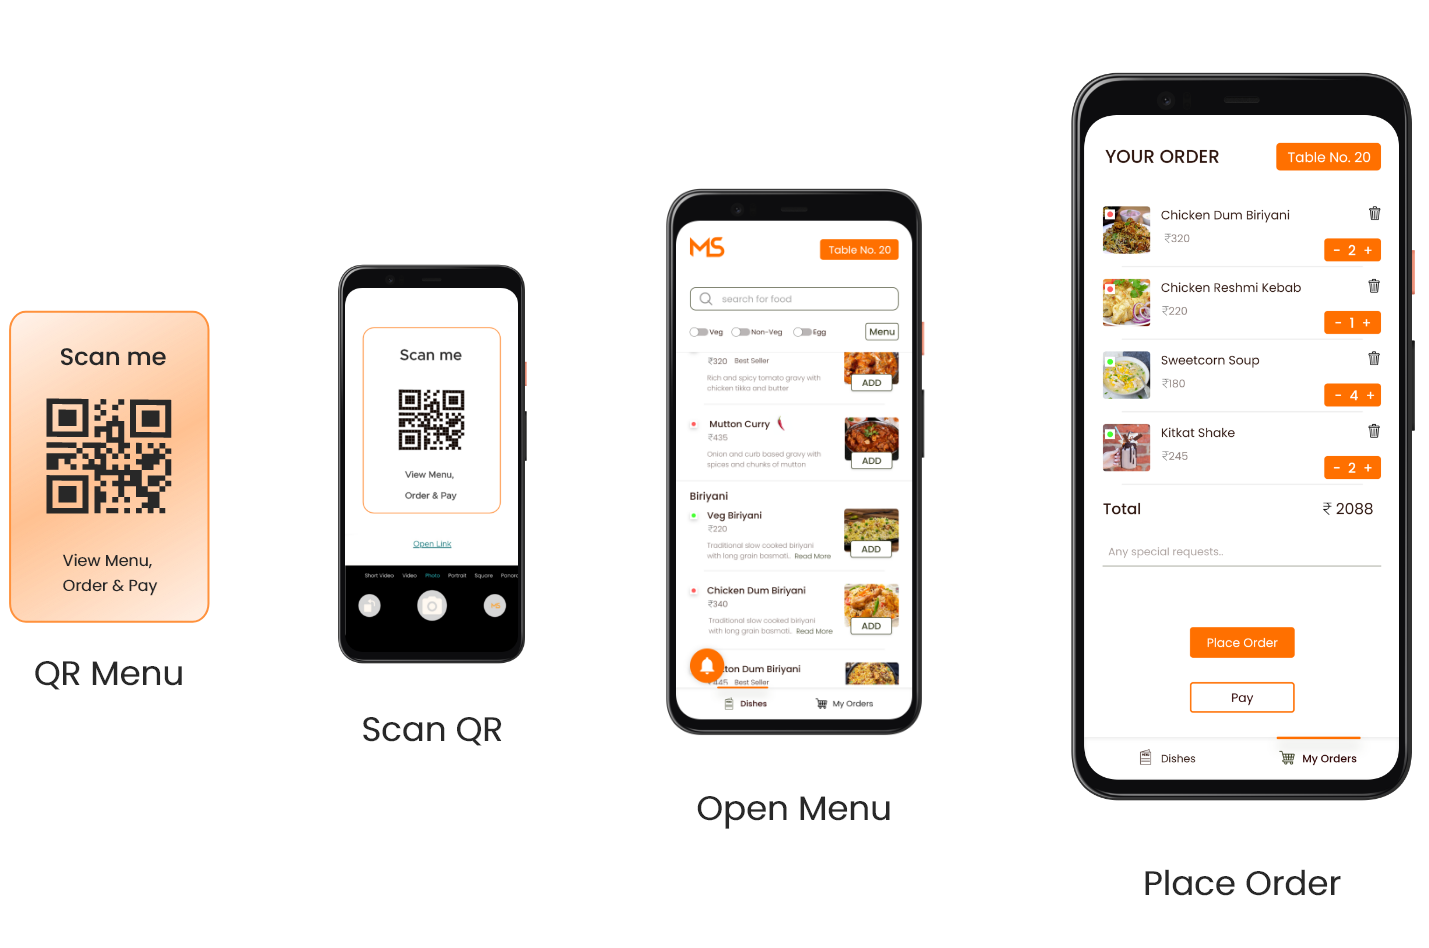 Scan me
View Menu,
Order & Pay
QR Menu
Scan me
View Menu,
Order & Pay
Open Link
Short Video Video Photo Portrait Square Panora
MS
Scan QR
MS
Table No. 20
search for food
Veg Non-Veg Egg Menu
₹320 Best Seller
Rich and spicy tomato gravy with
chicken tikka and butter
ADD
Mutton Curry
₹435
Onion and curb based gravy with
spices and chunks of mutton
ADD
Biriyani
Veg Biriyani
₹220
Traditional slow cooked biriyani
with long grain basmati. Read More
ADD
Chicken Dum Biriyani
₹340
Traditional slow cooked biriyani
with long grain basmati. Read More
ADD
tton Dum Biriyani
445 Best Seller
Dishes My Orders
Open Menu
YOUR ORDER Table No. 20
Chicken Dum Biriyani
₹320
- 2 +
Chicken Reshmi Kebab
₹220
- 1 +
Sweetcorn Soup
₹180
- 4 +
Kitkat Shake
₹245
- 2 +
Total ₹ 2088
Any special requests..
Place Order
Pay
Dishes My Orders
Place Order